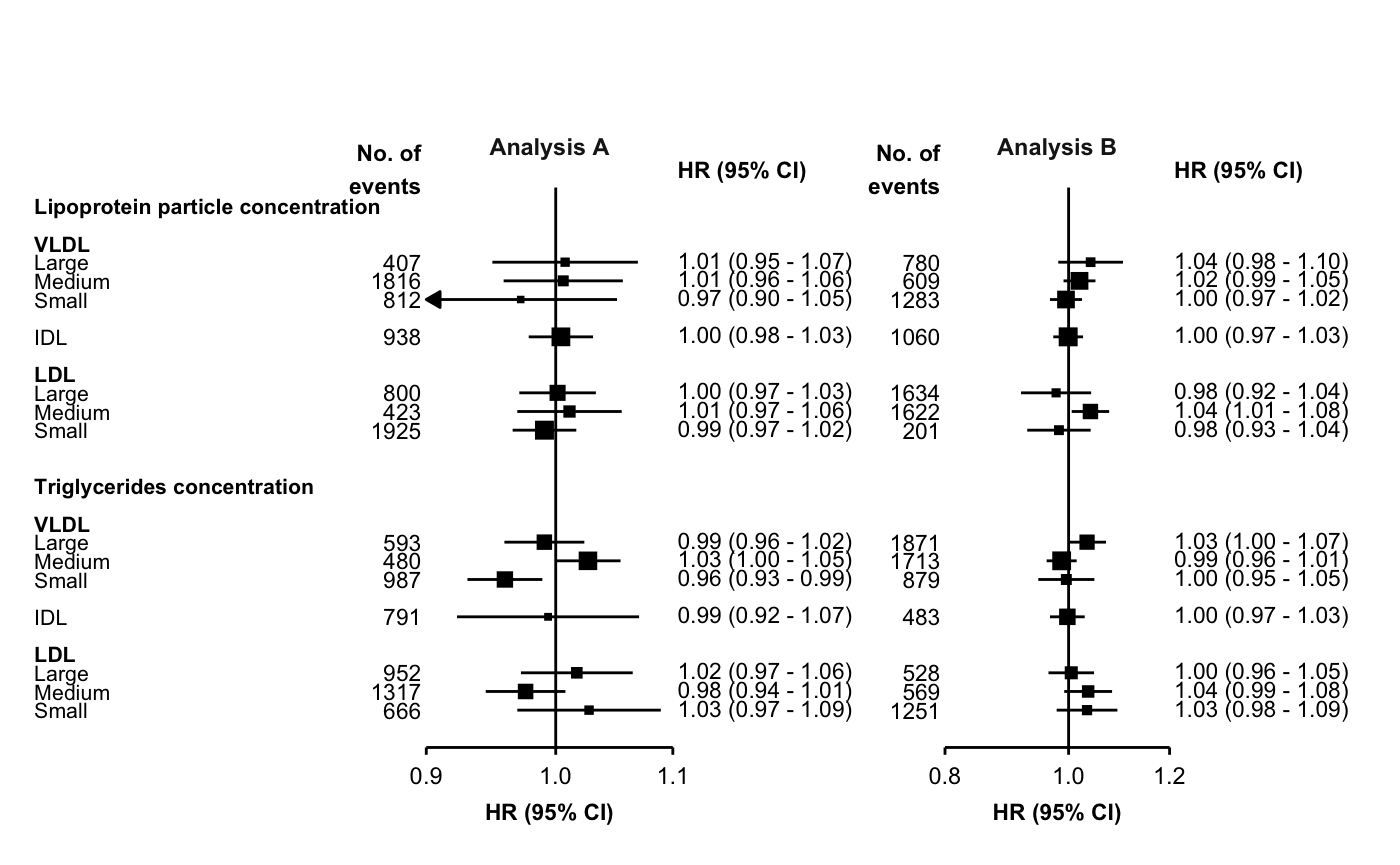 No. of Analysis A No. of Analysis B
HR (95% CI) HR (95% CI)
events events
Lipoprotein particle concentration
VLDL
Large 407 1.01 (0.95 - 1.07) 780 1.04 (0.98 - 1.10)
Medium 1816 1.01 (0.96 - 1.06) 609 1.02 (0.99 - 1.05)
Small 812 0.97 (0.90 - 1.05) 1283 1.00 (0.97 - 1.02)
IDL 938 1.00 (0.98 - 1.03) 1060 1.00 (0.97 - 1.03)
LDL
Large 800 1.00 (0.97 - 1.03) 1634 0.98 (0.92 - 1.04)
Medium 423 1.01 (0.97 - 1.06) 1622 1.04 (1.01 - 1.08)
Small 1925 0.99 (0.97 - 1.02) 201 0.98 (0.93 - 1.04)
Triglycerides concentration
VLDL
Large 593 0.99 (0.96 - 1.02) 1871 1.03 (1.00 - 1.07)
Medium 480 1.03 (1.00 - 1.05) 1713 0.99 (0.96 - 1.01)
Small 987 0.96 (0.93 - 0.99) 879 1.00 (0.95 - 1.05)
IDL 791 0.99 (0.92 - 1.07) 483 1.00 (0.97 - 1.03)
LDL
Large 952 1.02 (0.97 - 1.06) 528 1.00 (0.96 - 1.05)
Medium 1317 0.98 (0.94 - 1.01) 569 1.04 (0.99 - 1.08)
Small 666 1.03 (0.97 - 1.09) 1251 1.03 (0.98 - 1.09)
0.9 1.0 1.1 0.8 1.0 1.2
HR (95% CI) HR (95% CI)